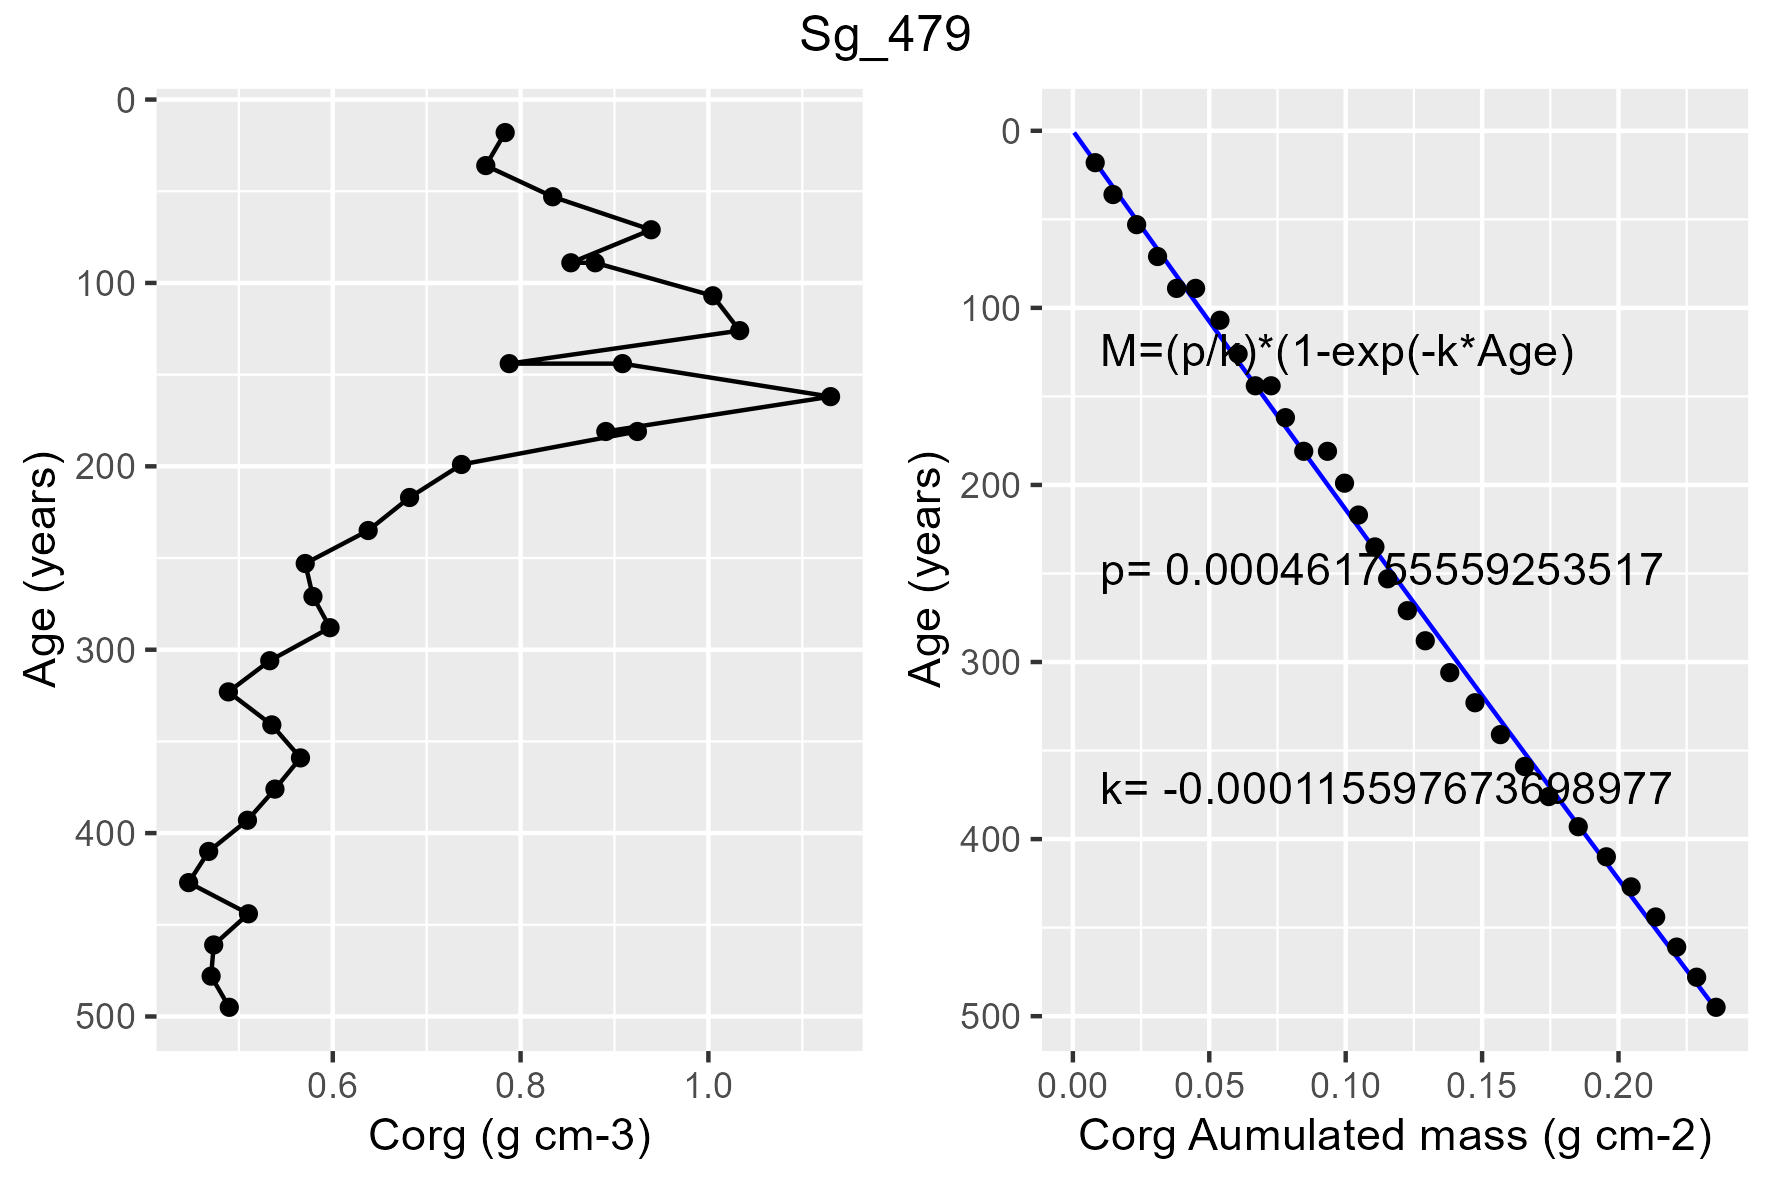 Sg_479
0
100
200
300
400
500
Age (years)
0.6 0.8 1.0
Corg (g cm-3)
0
100
200
300
400
500
Age (years)
M=(p/k)*(1-exp(-k*Age)
p= 0.000461755559253517
k= -0.000115597673698977
0.00 0.05 0.10 0.15 0.20
Corg Aumulated mass (g cm-2)